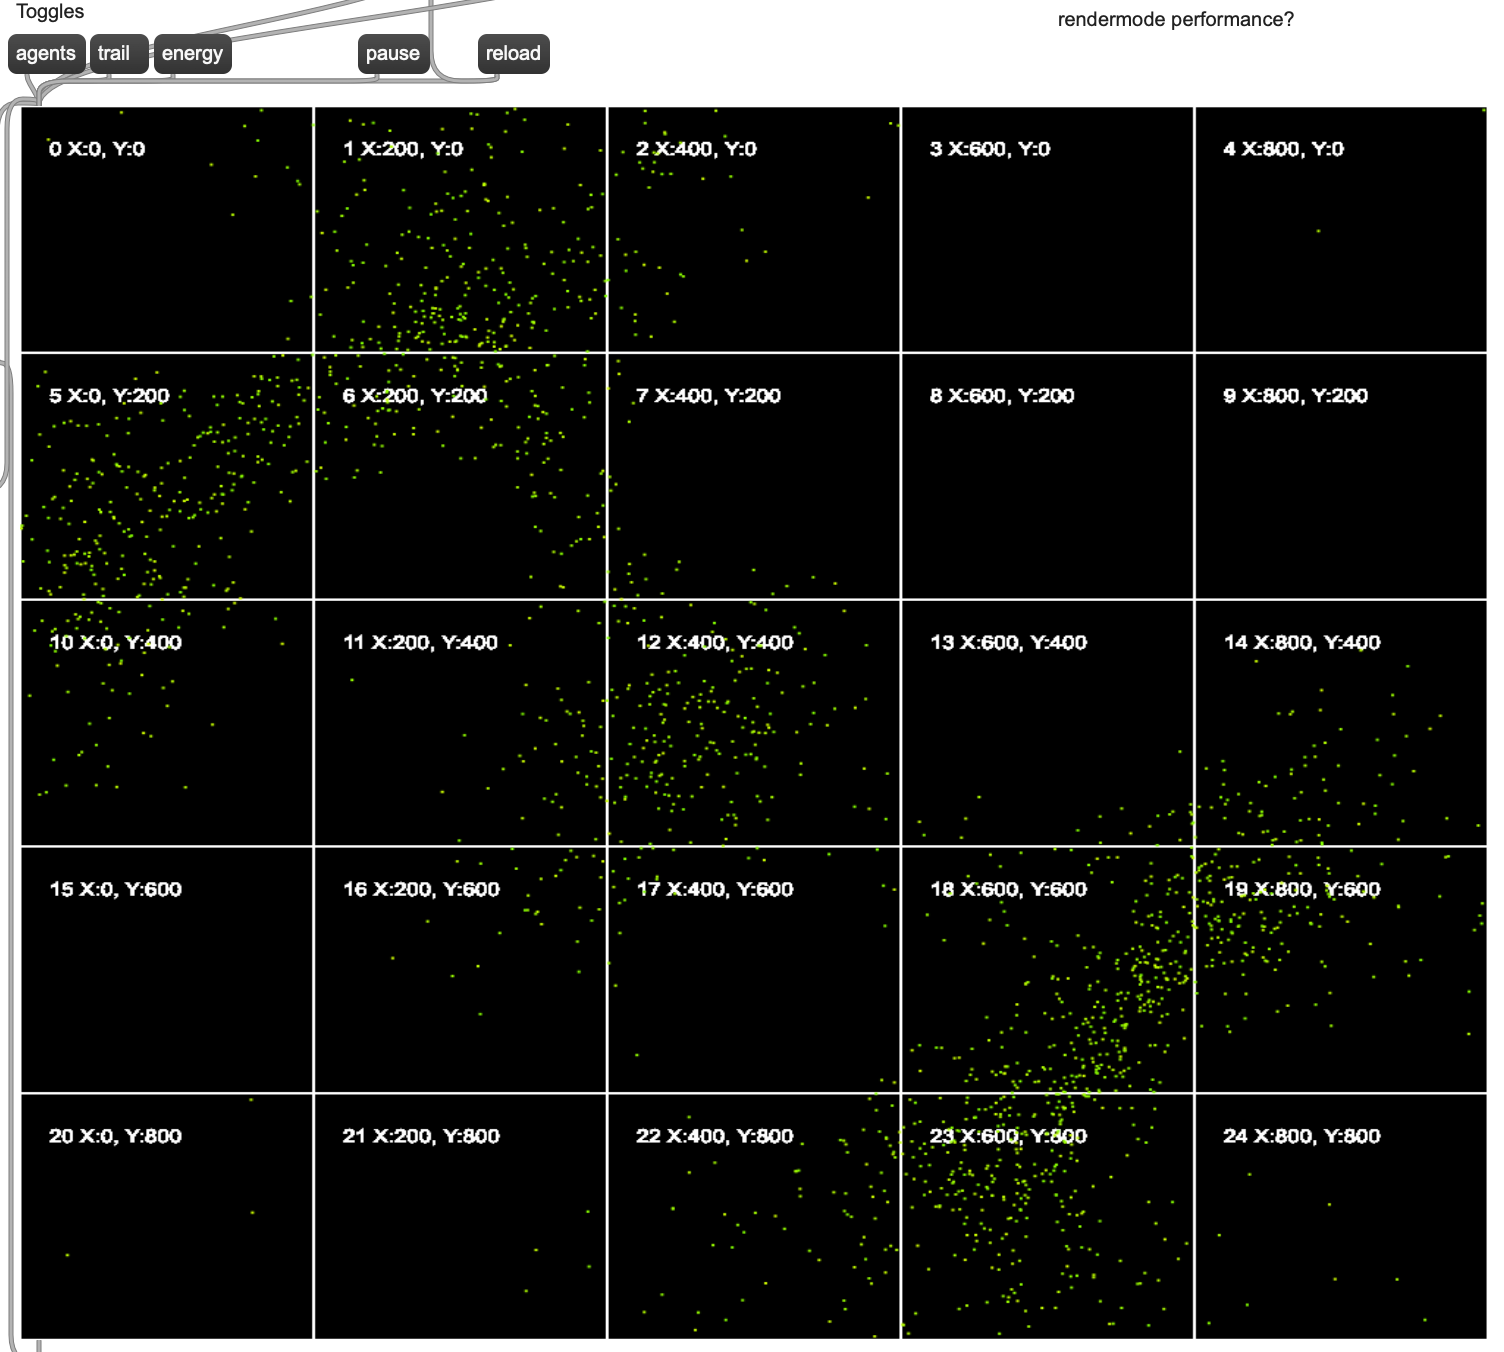 Toggles
rendermode performance?
agents trail energy pause reload
0 X:0, Y:0
1 X:200, Y:0
2 X:400, Y:0
3 X:600, Y:0
4 X:800, Y:0
5 X:0, Y:200
6 X:200, Y:200
7 X:400, Y:200
8 X:600, Y:200
9 X:800, Y:200
10 X:0, Y:400
11 X:200, Y:400
12 X:400, Y:400
13 X:600, Y:400
14 X:800, Y:400
15 X:0, Y:600
16 X:200, Y:600
17 X:400, Y:600
18 X:600, Y:600
19 X:800, Y:600
20 X:0, Y:800
21 X:200, Y:800
22 X:400, Y:800
23 X:600, Y:800
24 X:800, Y:800